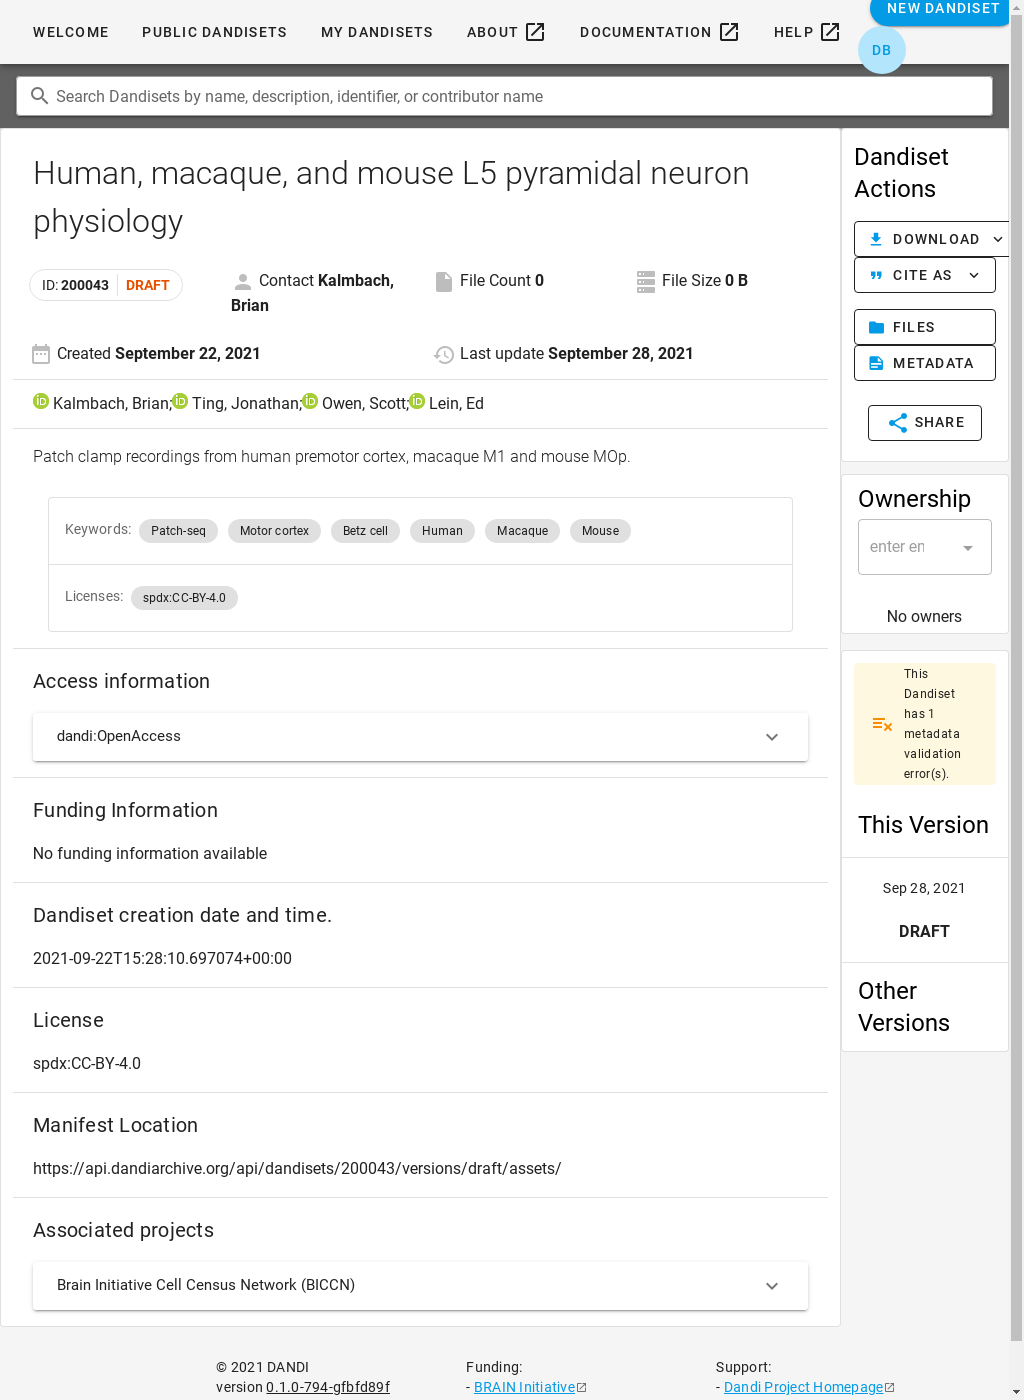 WELCOME PUBLIC DANDISETS MY DANDISETS ABOUT DOCUMENTATION HELP NEW DANDISET
DB
Search Dandisets by name, description, identifier, or contributor name
Human, macaque, and mouse L5 pyramidal neuron
physiology
ID: 200043 DRAFT
Contact Kalmbach,
Brian
File Count 0
File Size 0 B
Created September 22, 2021
Last update September 28, 2021
Kalmbach, Brian; Ting, Jonathan; Owen, Scott; Lein, Ed
Patch clamp recordings from human premotor cortex, macaque M1 and mouse MOp.
Keywords: Patch-seq Motor cortex Betz cell Human Macaque Mouse
Licenses: spdx:CC-BY-4.0
Access information
dandi:OpenAccess
Funding Information
No funding information available
Dandiset creation date and time.
2021-09-22T15:28:10.697074+00:00
License
spdx:CC-BY-4.0
Manifest Location
https://api.dandiarchive.org/api/dandisets/200043/versions/draft/assets/
Associated projects
Brain Initiative Cell Census Network (BICCN)
Dandiset
Actions
DOWNLOAD
CITE AS
FILES
METADATA
SHARE
Ownership
enter en
No owners
This
Dandiset
has 1
metadata
validation
error(s).
This Version
Sep 28, 2021
DRAFT
Other
Versions
© 2021 DANDI
version 0.1.0-794-gfbfd89f
Funding:
- BRAIN Initiative
Support:
- Dandi Project Homepage